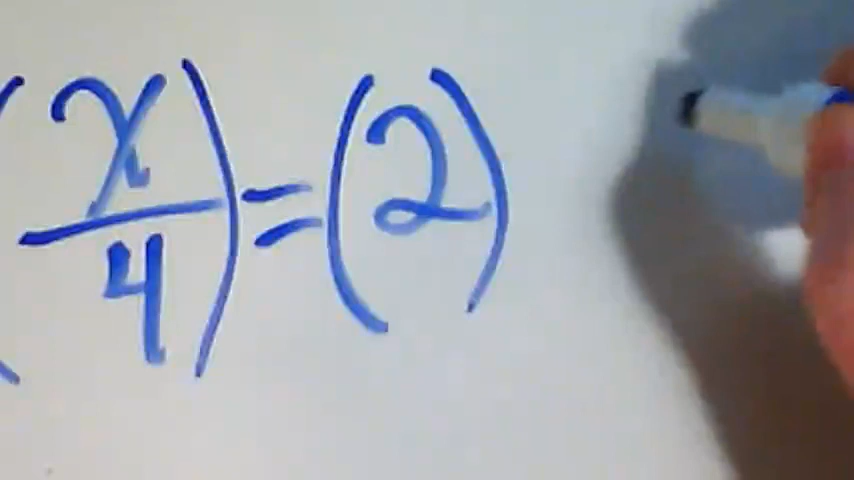 (x/4) = (2)